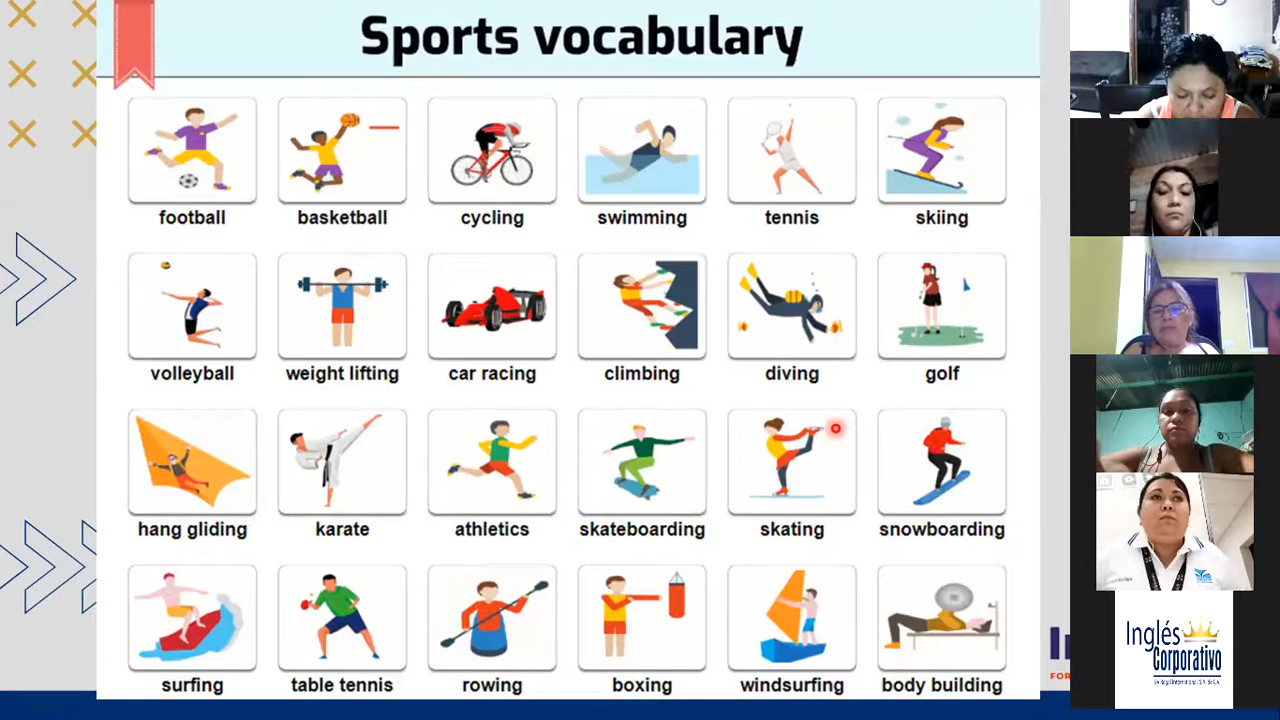 Sports vocabulary
football basketball cycling swimming tennis skiing
volleyball weight lifting car racing climbing diving golf
hang gliding karate athletics skateboarding skating snowboarding
surfing table tennis rowing boxing windsurfing body building
Inglés
Corporativo